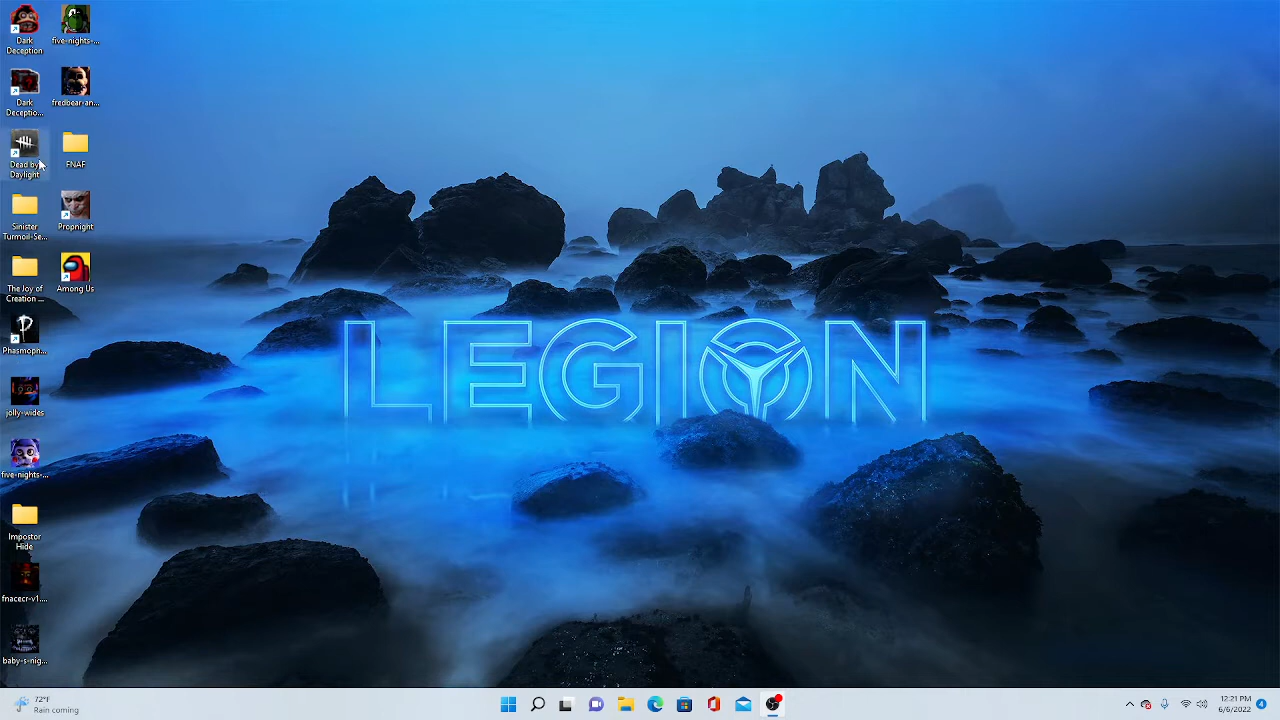 Dark
Deception
five-nights-...
Dark
Deceptio...
fredbear-an...
Dead by
Daylight
FNAF
Sinister
Turmoil-Se...
Propnight
The Joy of
Creation ...
Among Us
Phasmoph...
jolly-wides
five-nights-...
Impostor
Hide
fnacecr-v1....
baby-s-nig...
LEGION
72°F
Rain coming
12:21 PM
6/6/2022
4